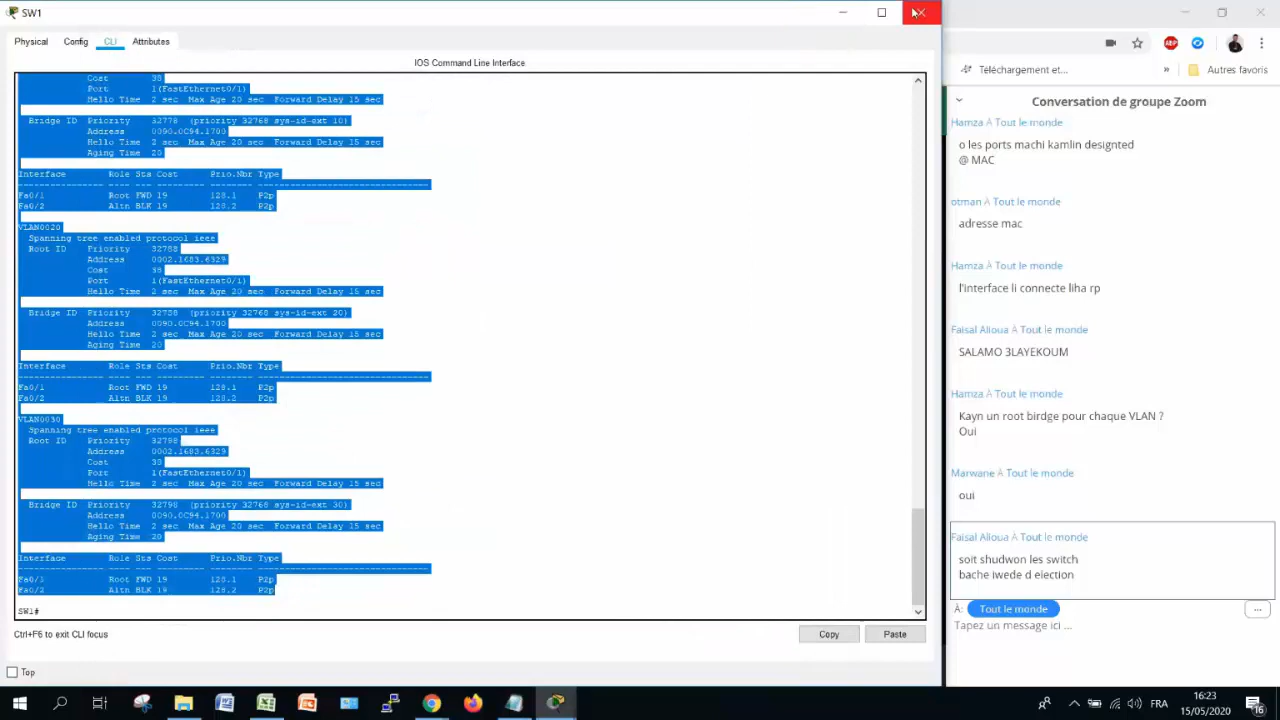 SW1
Physical Config CLI Attributes
IOS Command Line Interface
Cost 38
Port 1(FastEthernet0/1)
Hello Time 2 sec Max Age 20 sec Forward Delay 15 sec
Bridge ID Priority 32778 (priority 32768 sys-id-ext 10)
Address 0090.0C94.1700
Hello Time 2 sec Max Age 20 sec Forward Delay 15 sec
Aging Time 20
Interface Role Sts Cost Prio.Nbr Type
---------------- ---- --- --------- -------- --------------------------------
Fa0/1 Root FWD 19 128.1 P2p
Fa0/2 Altn BLK 19 128.2 P2p
VLAN0020
Spanning tree enabled protocol ieee
Root ID Priority 32788
Address 0002.1683.6329
Cost 38
Port 1(FastEthernet0/1)
Hello Time 2 sec Max Age 20 sec Forward Delay 15 sec
Bridge ID Priority 32788 (priority 32768 sys-id-ext 20)
Address 0090.0C94.1700
Hello Time 2 sec Max Age 20 sec Forward Delay 15 sec
Aging Time 20
Interface Role Sts Cost Prio.Nbr Type
---------------- ---- --- --------- -------- --------------------------------
Fa0/1 Root FWD 19 128.1 P2p
Fa0/2 Altn BLK 19 128.2 P2p
VLAN0030
Spanning tree enabled protocol ieee
Root ID Priority 32798
Address 0002.1683.6329
Cost 38
Port 1(FastEthernet0/1)
Hello Time 2 sec Max Age 20 sec Forward Delay 15 sec
Bridge ID Priority 32798 (priority 32768 sys-id-ext 30)
Address 0090.0C94.1700
Hello Time 2 sec Max Age 20 sec Forward Delay 15 sec
Aging Time 20
Interface Role Sts Cost Prio.Nbr Type
---------------- ---- --- --------- -------- --------------------------------
Fa0/1 Root FWD 19 128.1 P2p
Fa0/2 Altn BLK 19 128.2 P2p
SW1#
Ctrl+F6 to exit CLI focus
Copy Paste
Top
ABP
Téléchargement et... » Autres favoris
Conversation de groupe Zoom
Hamza À Tout le monde
o les ports machi kamlin designted
@ MAC
otman À Tout le monde
adresse mac
Hamza À Tout le monde
l'interface li connecte liha rp
Faisal Alioua À Tout le monde
SALAMO 3LAYEKOUM
Hamza À Tout le monde
Kayn un root birdge pour chaque VLAN ?
Oui
Marwane À Tout le monde
oui
Faisal Alioua À Tout le monde
soit shudwon les switch
bache iwede d election
À: Tout le monde ...
Tapez un message ici ...
FRA
16:23
15/05/2020
16